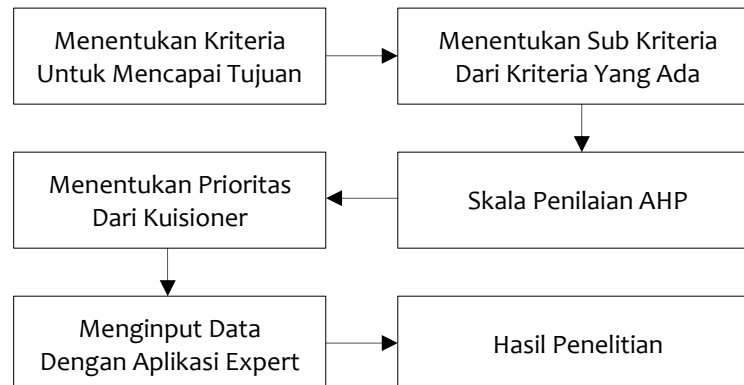 Menentukan Kriteria
Untuk Mencapai Tujuan
Menentukan Sub Kriteria
Dari Kriteria Yang Ada
Skala Penilaian AHP
Menentukan Prioritas
Dari Kuisioner
Menginput Data
Dengan Aplikasi Expert
Hasil Penelitian